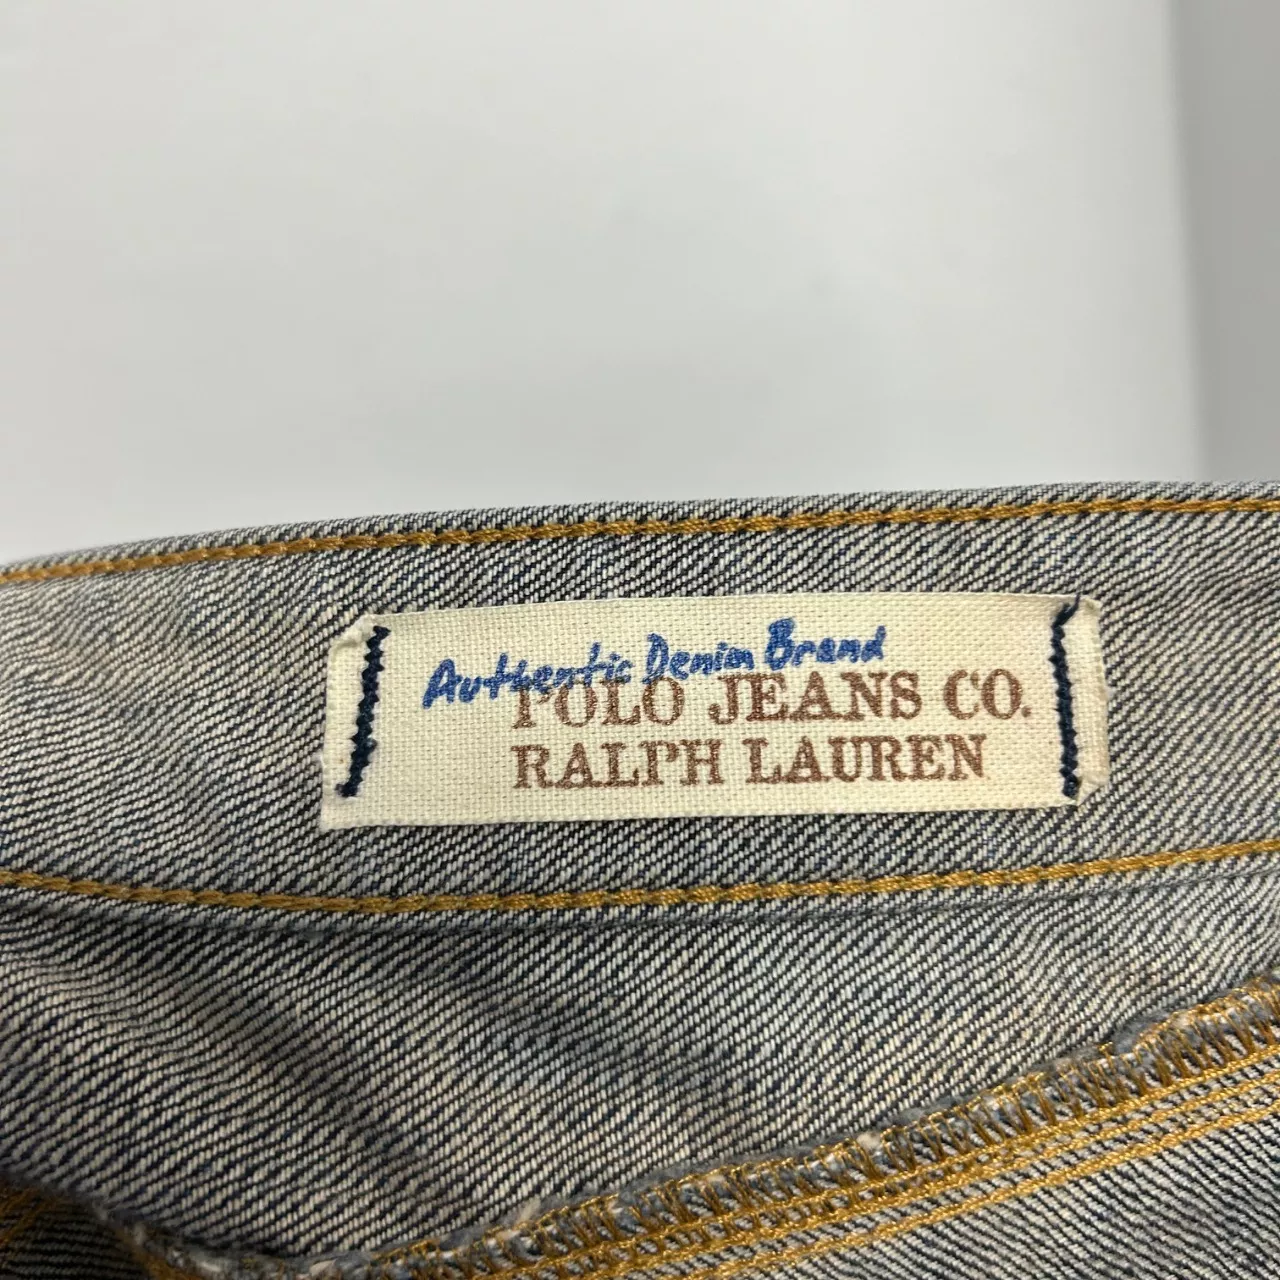 Authentic Denim Brand
POLO JEANS CO.
RALPH LAUREN